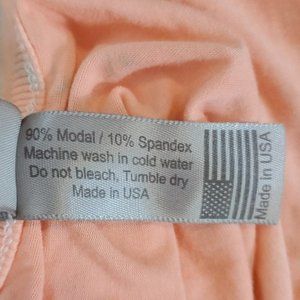 90% Modal / 10% Spandex
Machine wash in cold water
Do not bleach, Tumble dry
Made in USA
Made in USA